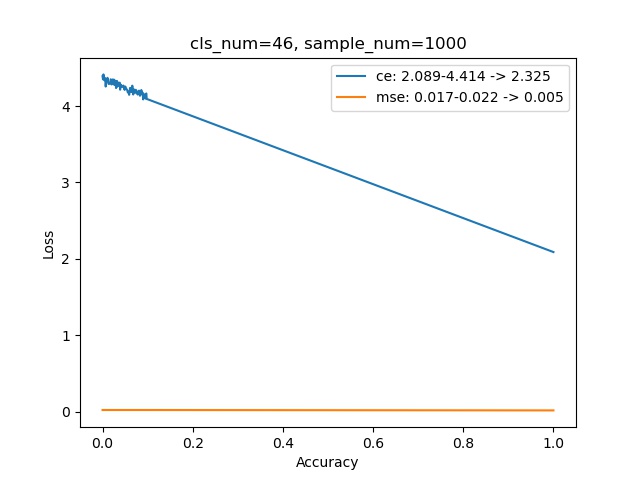 cls_num=46, sample_num=1000
ce: 2.089-4.414 -> 2.325
mse: 0.017-0.022 -> 0.005
4
3
2
1
0
Loss
0.0 0.2 0.4 0.6 0.8 1.0
Accuracy